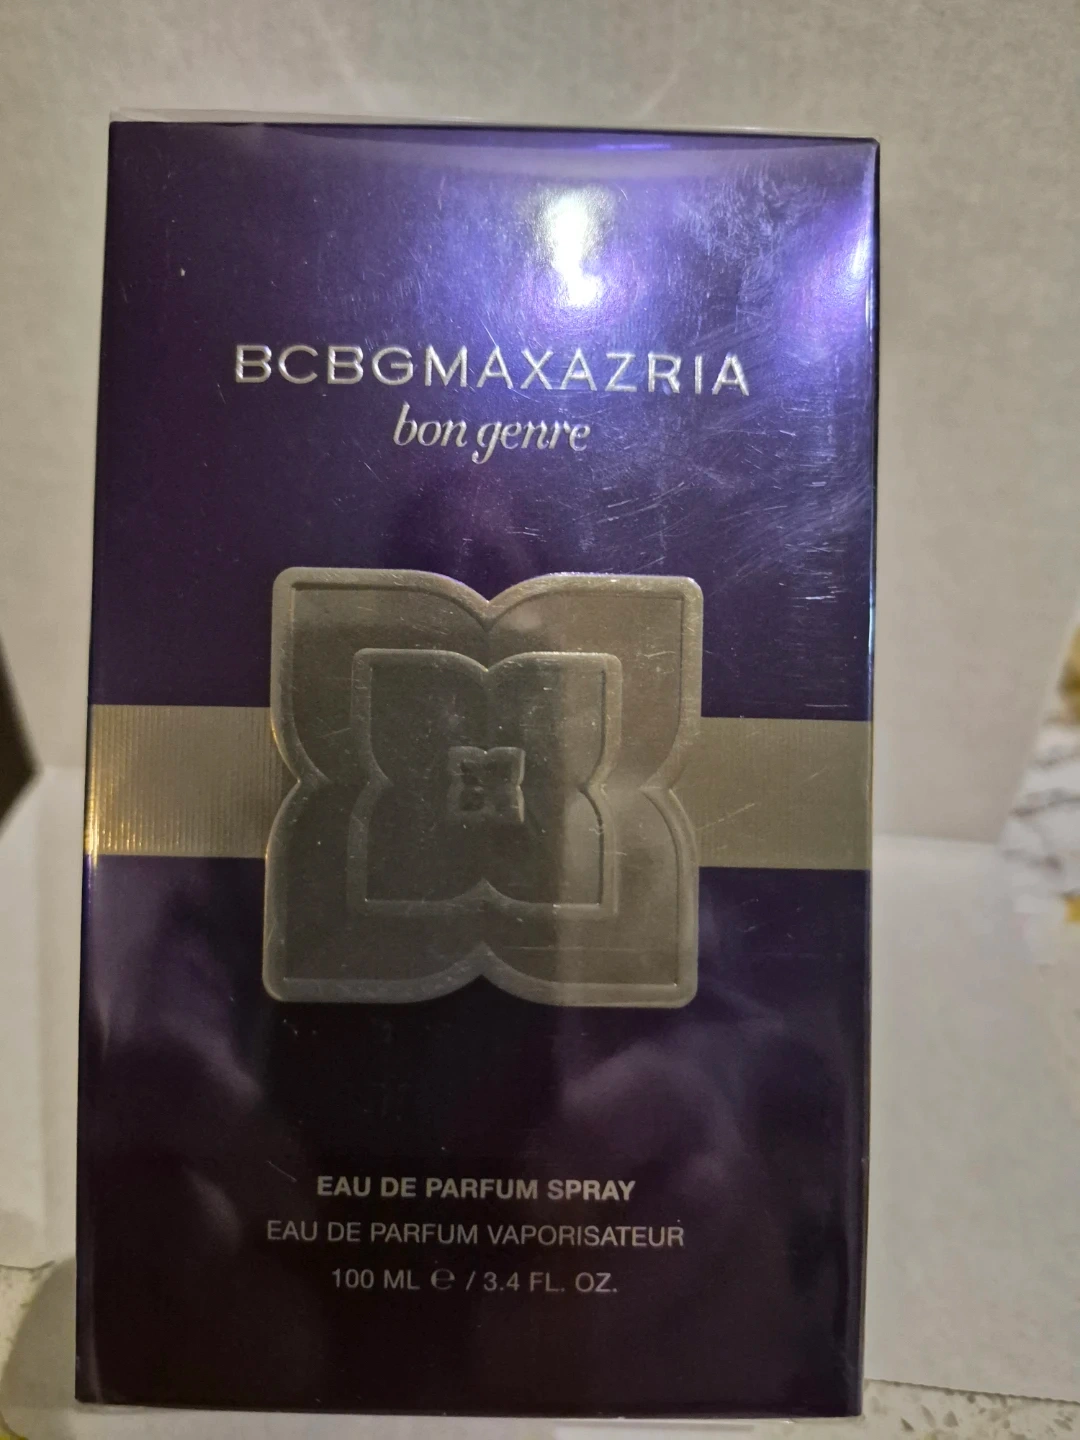 BCBGMAXAZRIA
bon genre
EAU DE PARFUM SPRAY
EAU DE PARFUM VAPORISATEUR
100 ML ℮ / 3.4 FL. OZ.